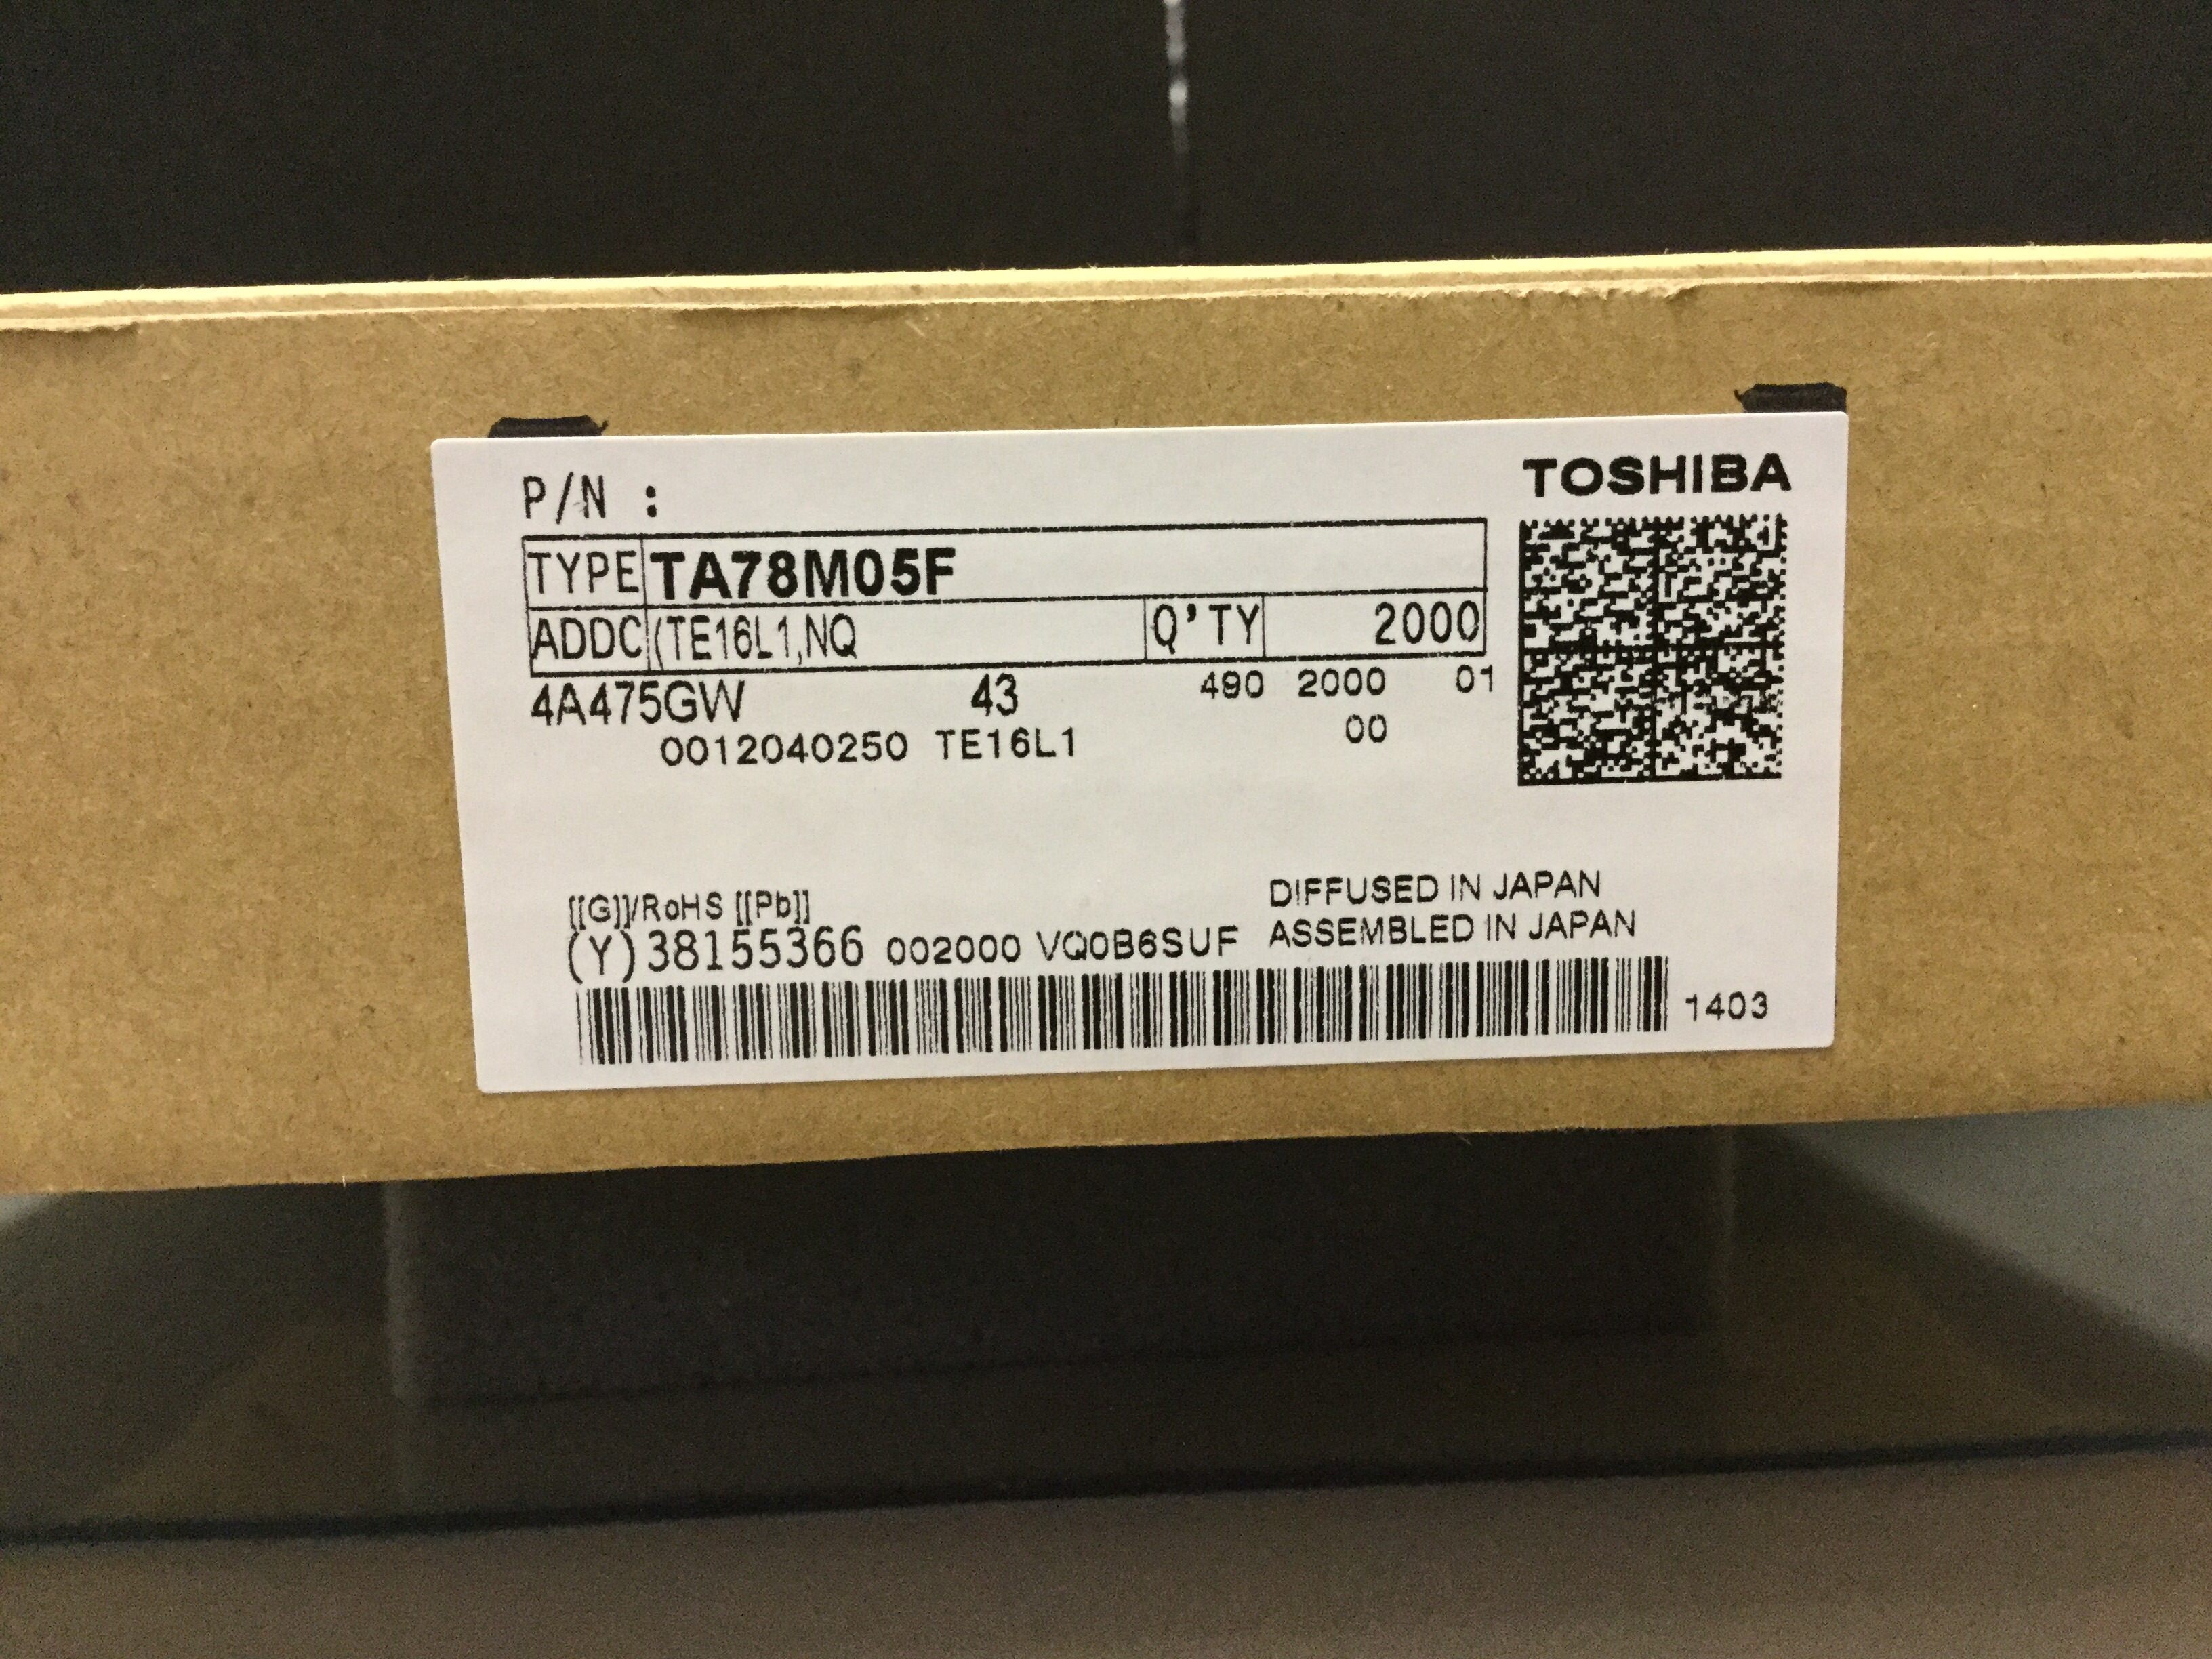 TOSHIBA
P/N :
TYPE TA78M05F
ADDC (TE16L1,NQ Q'TY 2000
4A475GW 43 490 2000 01
0012040250 TE16L1 00
[[G]]/RoHS [[Pb]]
DIFFUSED IN JAPAN
ASSEMBLED IN JAPAN
(Y)38155366 002000 VQ0B6SUF
1403